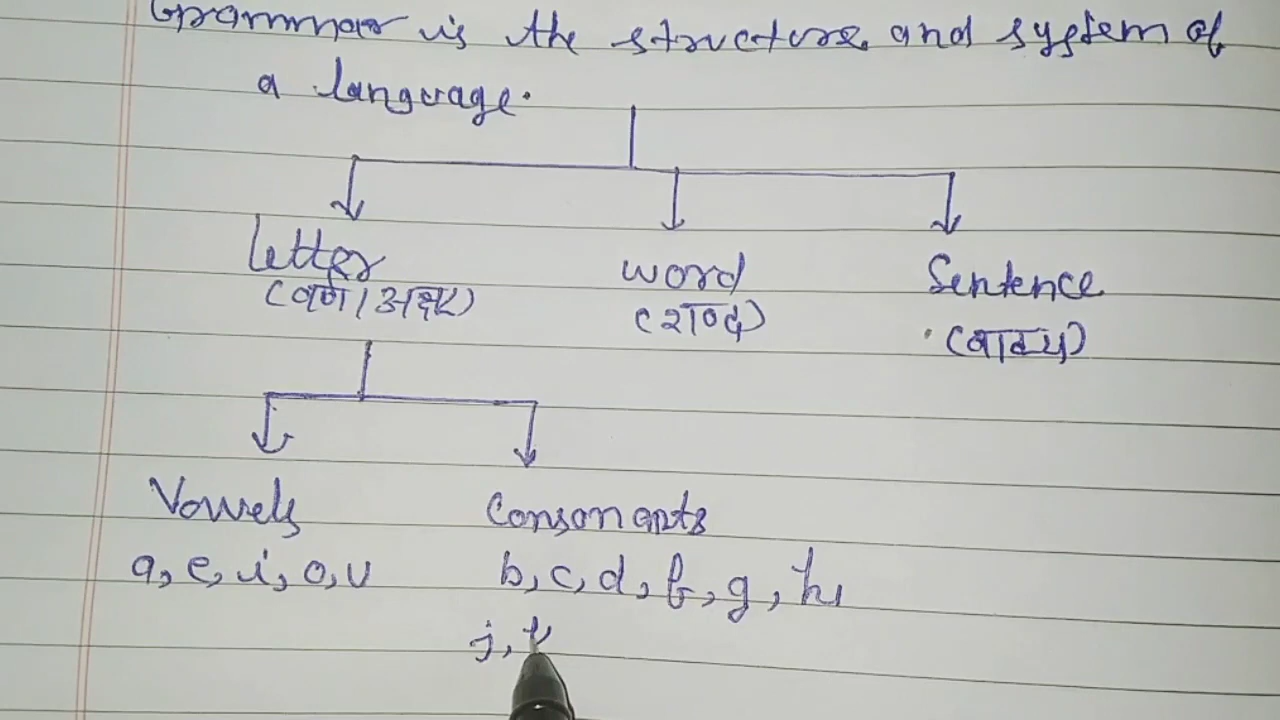 Grammar is the structure and system of
a language.
letter word Sentence
(वर्ण/अक्षर) (शब्द) (वाक्य)
Vowels Consonants
a, e, i, o, u b, c, d, f, g, h,
j,